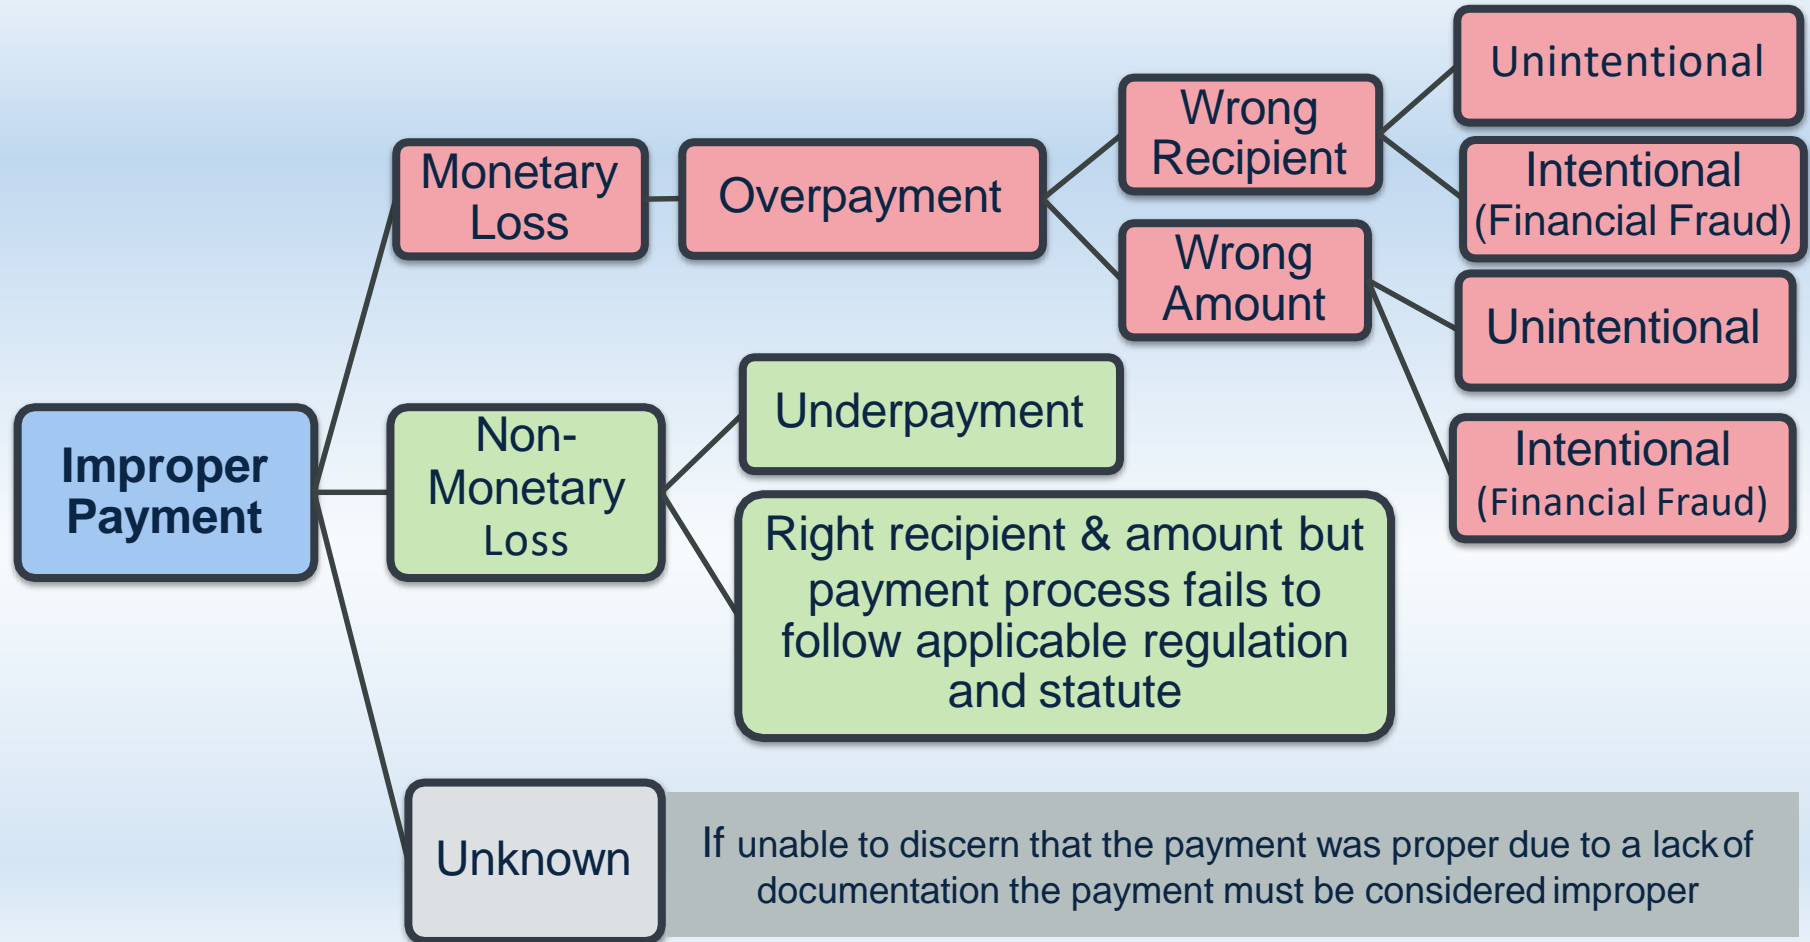 Unintentional
Wrong
Recipient
Intentional
(Financial Fraud)
Monetary
Loss
Overpayment
Wrong
Amount
Unintentional
Intentional
(Financial Fraud)
Improper
Payment
Non-
Monetary
Loss
Underpayment
Right recipient & amount but
payment process fails to
follow applicable regulation
and statute
Unknown
If unable to discern that the payment was proper due to a lack of
documentation the payment must be considered improper